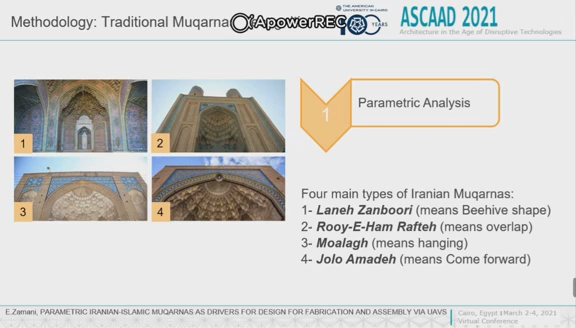 Methodology: Traditional Muqarna
ApowerREC
THE AMERICAN
UNIVERSITY IN CAIRO
100 YEARS
ASCAAD 2021
Architecture in the Age of Disruptive Technologies
1
2
3
4
1
Parametric Analysis
Four main types of Iranian Muqarnas:
1- Laneh Zanboori (means Beehive shape)
2- Rooy-E-Ham Rafteh (means overlap)
3- Moalagh (means hanging)
4- Jolo Amadeh (means Come forward)
E.Zamani, PARAMETRIC IRANIAN-ISLAMIC MUQARNAS AS DRIVERS FOR DESIGN FOR FABRICATION AND ASSEMBLY VIA UAVS
Cairo, Egypt |March 2-4, 2021
Virtual Conference